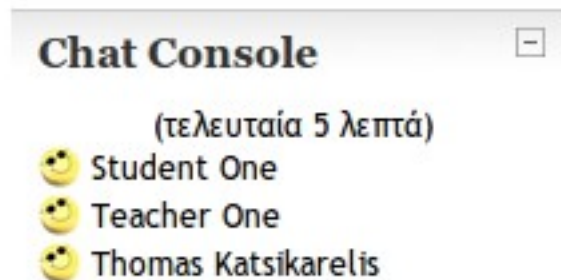 Chat Console
(τελευταία 5 λεπτά)
Student One
Teacher One
Thomas Katsikarelis